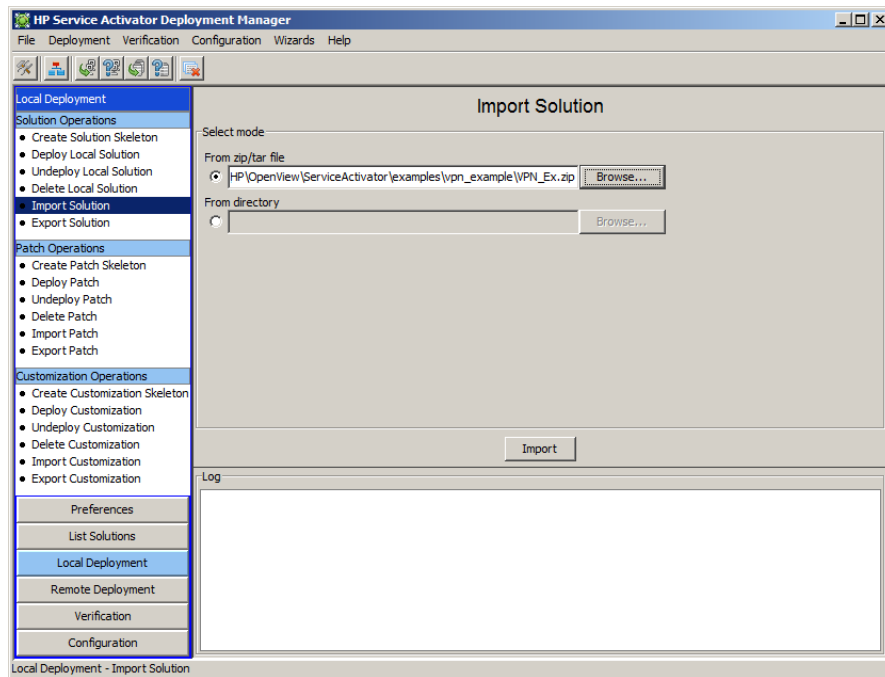 HP Service Activator Deployment Manager
File Deployment Verification Configuration Wizards Help
Local Deployment
Solution Operations
Create Solution Skeleton
Deploy Local Solution
Undeploy Local Solution
Delete Local Solution
Import Solution
Export Solution
Patch Operations
Create Patch Skeleton
Deploy Patch
Undeploy Patch
Delete Patch
Import Patch
Export Patch
Customization Operations
Create Customization Skeleton
Deploy Customization
Undeploy Customization
Delete Customization
Import Customization
Export Customization
Preferences
List Solutions
Local Deployment
Remote Deployment
Verification
Configuration
Import Solution
Select mode
From zip/tar file
HP\OpenView\ServiceActivator\examples\vpn_example\VPN_Ex.zip Browse...
From directory
Browse...
Import
Log
Local Deployment - Import Solution